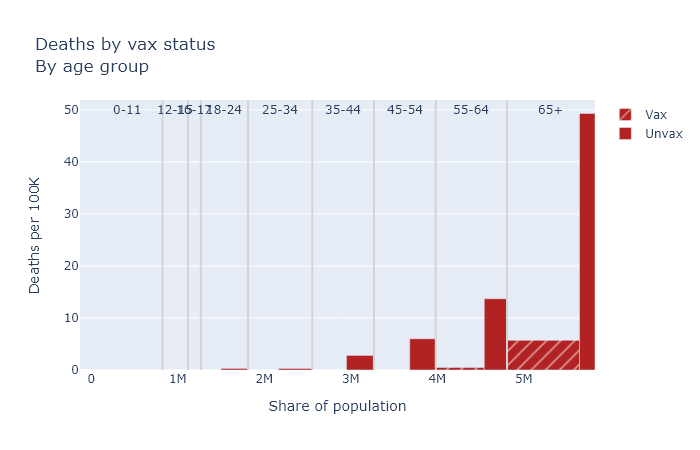 Deaths by vax status
By age group
0-11
12-15
15-17
18-24
25-34
35-44
45-54
55-64
65+
Vax
Unvax
50
40
30
20
10
0
Deaths per 100K
0
1M
2M
3M
4M
5M
Share of population